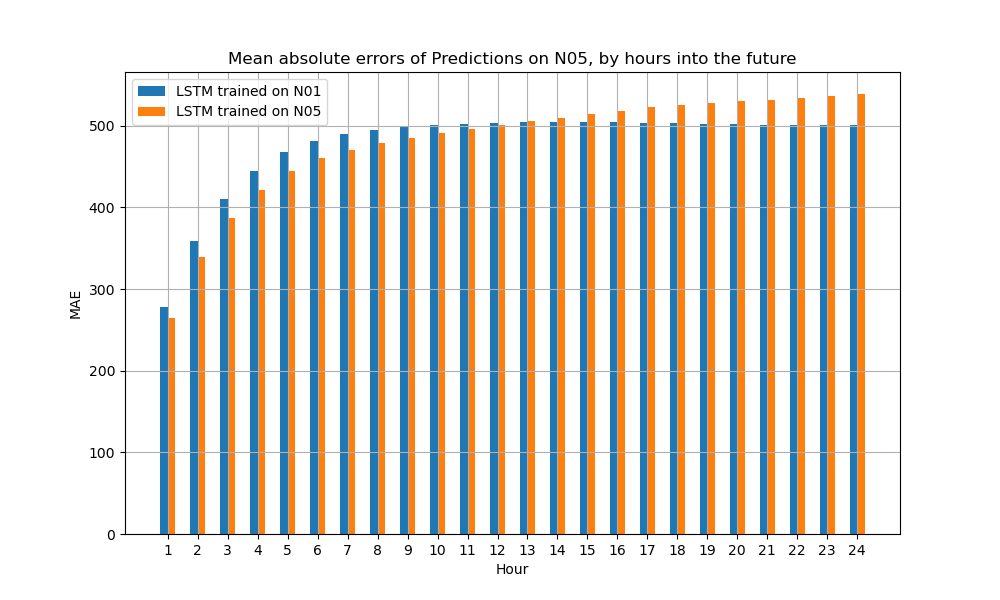 Mean absolute errors of Predictions on N05, by hours into the future
LSTM trained on N01
LSTM trained on N05
MAE
500
400
300
200
100
0
1 2 3 4 5 6 7 8 9 10 11 12 13 14 15 16 17 18 19 20 21 22 23 24
Hour